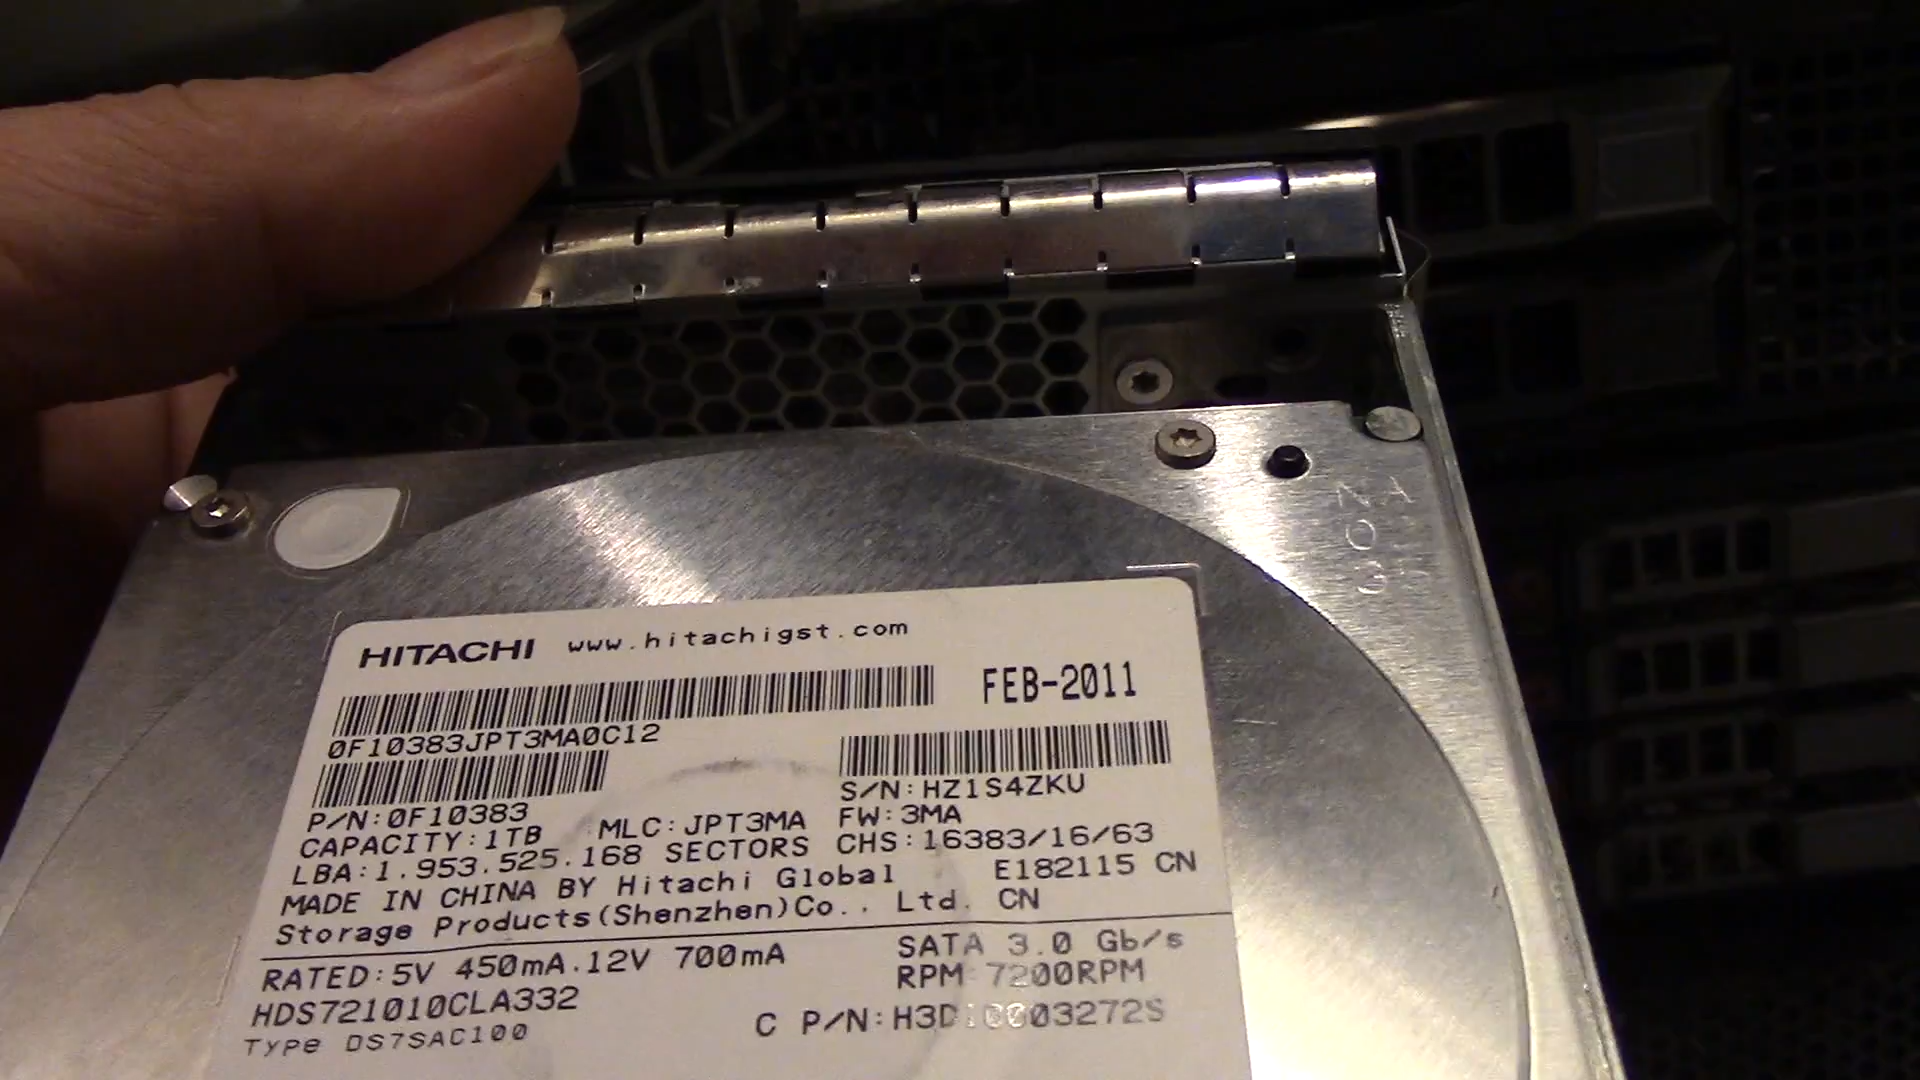 A
N
O
3
HITACHI www.hitachigst.com
FEB-2011
0F10383JPT3MA0C12
S/N:HZ1S4ZKU
P/N:0F10383
MLC:JPT3MA FW:3MA
CAPACITY:1TB
LBA:1.953.525.168 SECTORS CHS:16383/16/63
MADE IN CHINA BY Hitachi Global E182115 CN
Storage Products(Shenzhen)Co., Ltd. CN
RATED:5V 450mA.12V 700mA SATA 3.0 Gb/s
RPM:7200RPM
HDS721010CLA332
C P/N:
Type DS7SAC100